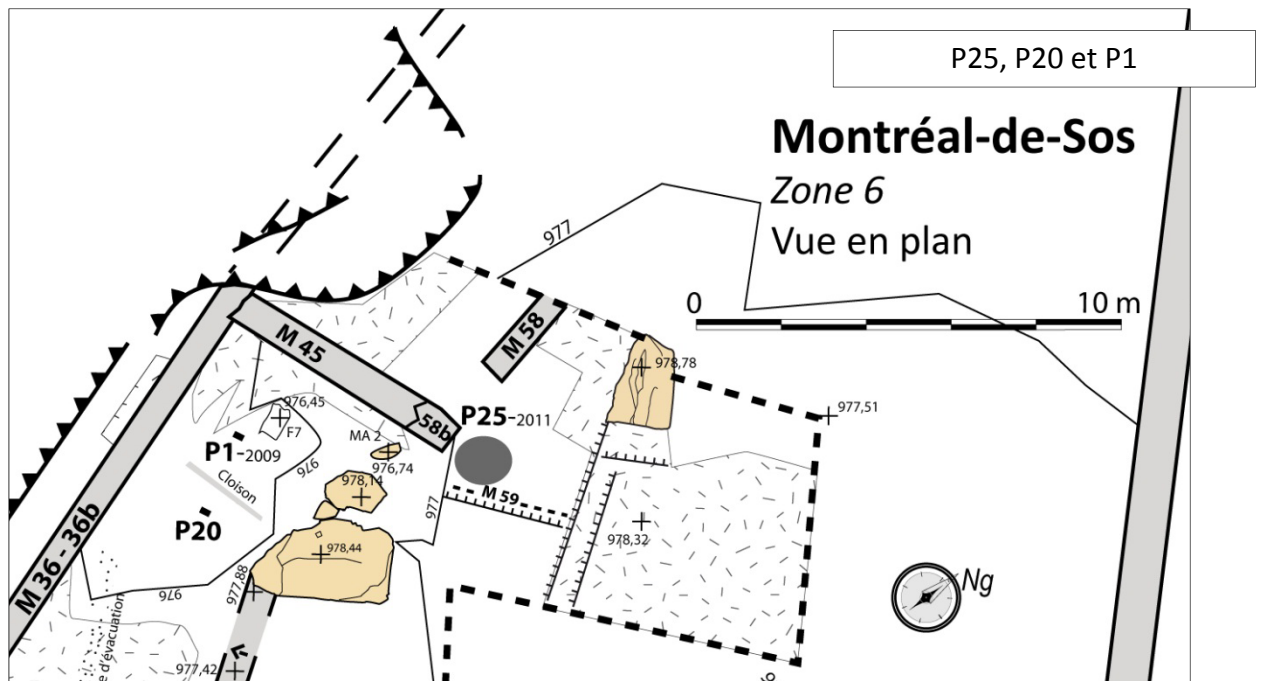 P25, P20 et P1
Montréal-de-Sos
Zone 6
Vue en plan
977
0 10 m
M 58
M 45
978,78
58b
P25-2011
977,51
976,45
F7
MA 2
976,74
P1-2009
976
Cloison
978,14
977
M 59
P20
978,32
978,44
M 36 - 36b
977,88
976
Ng
e d'évacuation
977,42